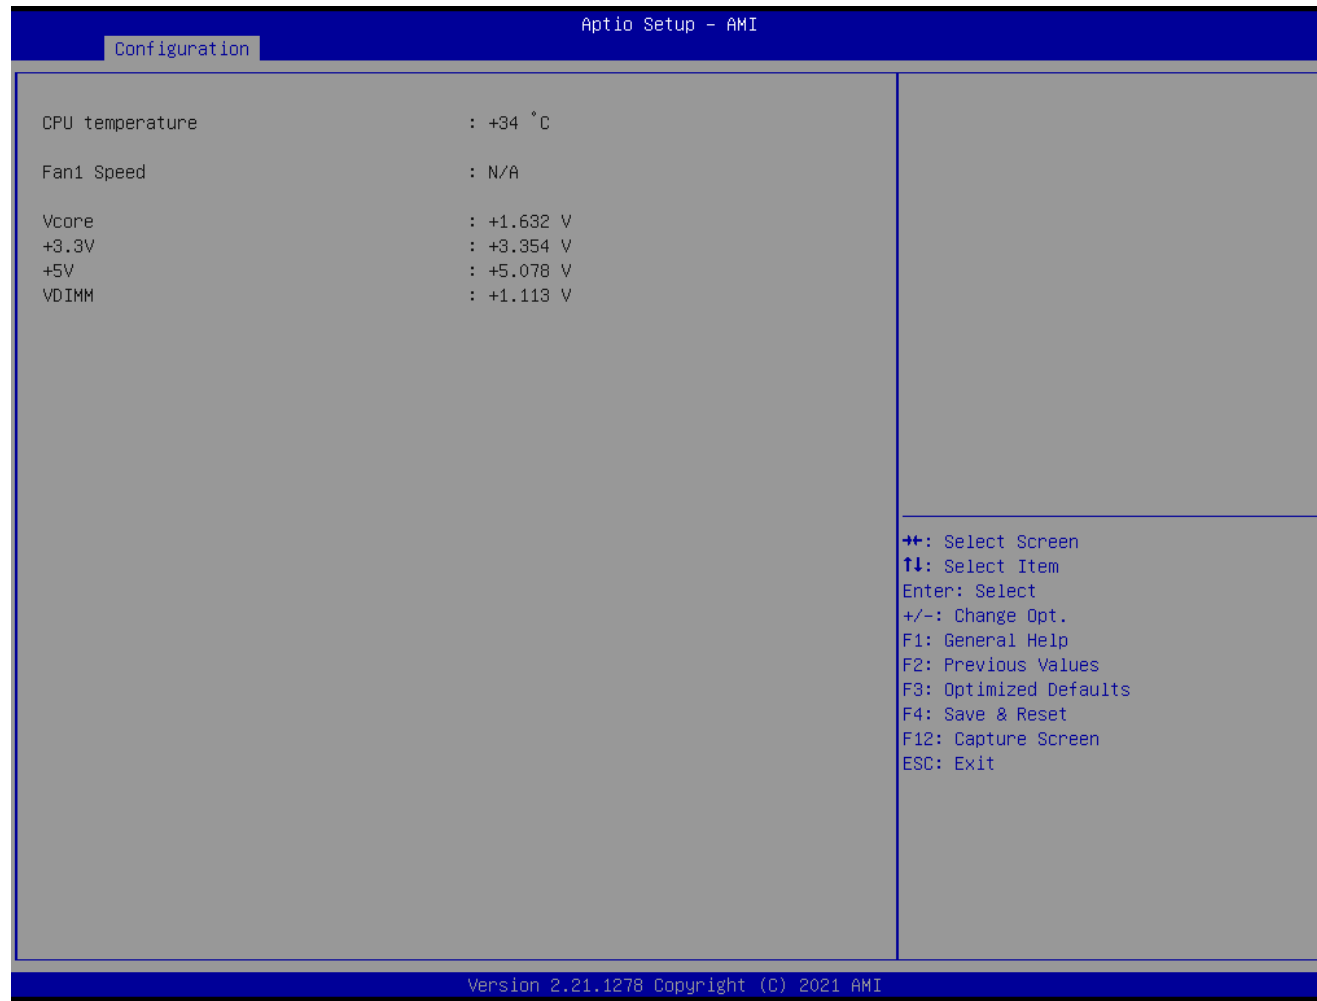 Aptio Setup – AMI
Configuration
CPU temperature : +34 °C
Fan1 Speed : N/A
Vcore : +1.632 V
+3.3V : +3.354 V
+5V : +5.078 V
VDIMM : +1.113 V
→←: Select Screen
↑↓: Select Item
Enter: Select
+/-: Change Opt.
F1: General Help
F2: Previous Values
F3: Optimized Defaults
F4: Save & Reset
F12: Capture Screen
ESC: Exit
Version 2.21.1278 Copyright (C) 2021 AMI